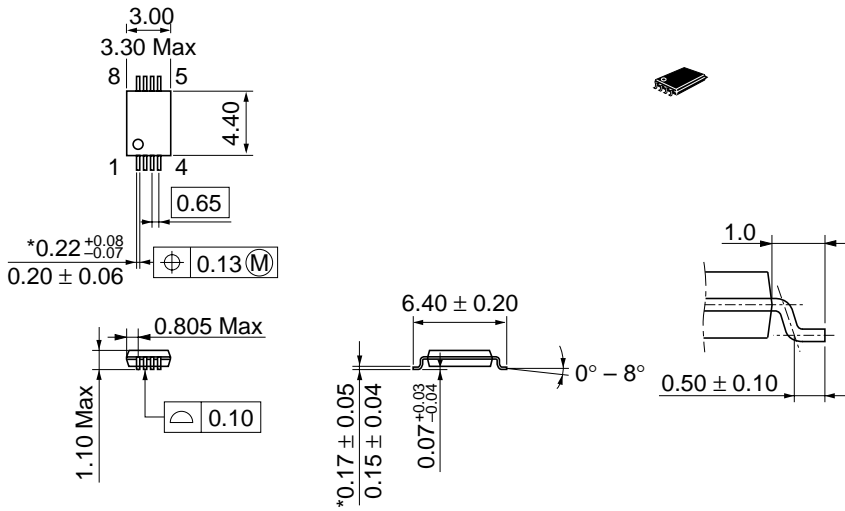 3.00
3.30 Max
8 5
4.40
1 4
0.65
*0.22 +0.08 −0.07
0.20 ± 0.06
⌖ 0.13 Ⓜ
0.805 Max
1.10 Max
⌓ 0.10
6.40 ± 0.20
0° – 8°
*0.17 ± 0.05
0.15 ± 0.04
0.07 +0.03 −0.04
1.0
0.50 ± 0.10